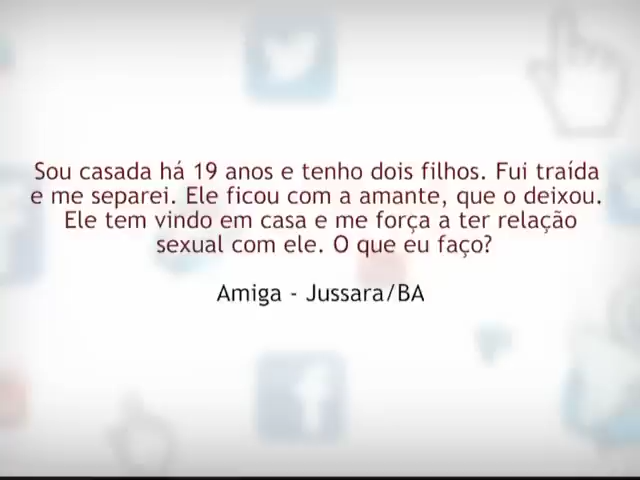 Sou casada há 19 anos e tenho dois filhos. Fui traída
e me separei. Ele ficou com a amante, que o deixou.
Ele tem vindo em casa e me força a ter relação
sexual com ele. O que eu faço?
Amiga - Jussara/BA